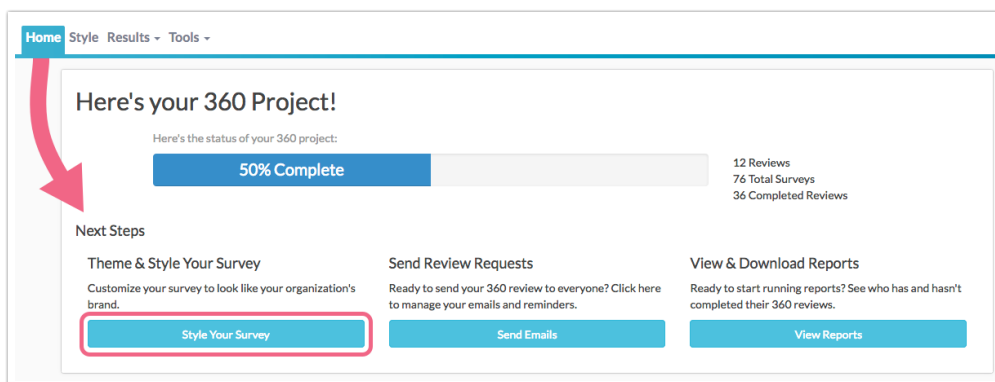 Home Style Results Tools
Here's your 360 Project!
Here's the status of your 360 project:
50% Complete
12 Reviews
76 Total Surveys
36 Completed Reviews
Next Steps
Theme & Style Your Survey
Customize your survey to look like your organization's
brand.
Style Your Survey
Send Review Requests
Ready to send your 360 review to everyone? Click here
to manage your emails and reminders.
Send Emails
View & Download Reports
Ready to start running reports? See who has and hasn't
completed their 360 reviews.
View Reports